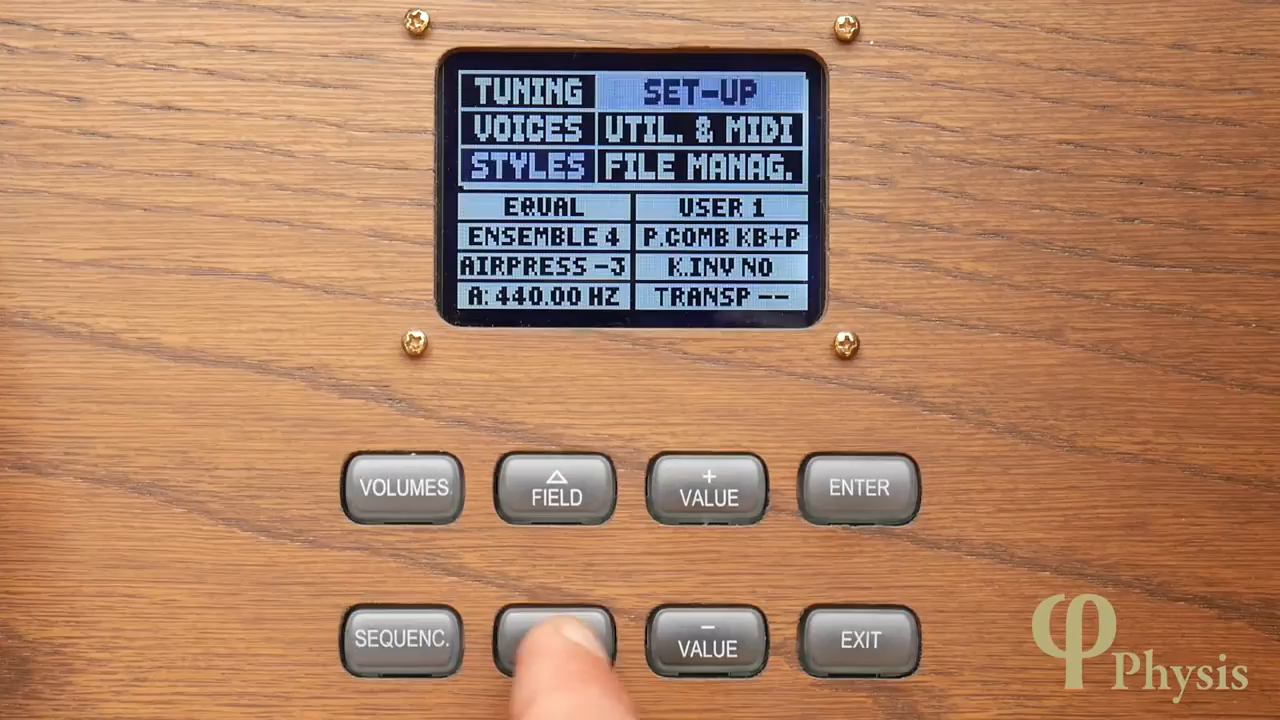 TUNING SET-UP
VOICES UTIL. & MIDI
STYLES FILE MANAG.
EQUAL USER 1
ENSEMBLE 4 P.COMB KB+P
AIRPRESS -3 K.INV NO
A: 440.00 HZ TRANSP --
VOLUMES FIELD + VALUE ENTER
SEQUENC. - VALUE EXIT
φ Physis